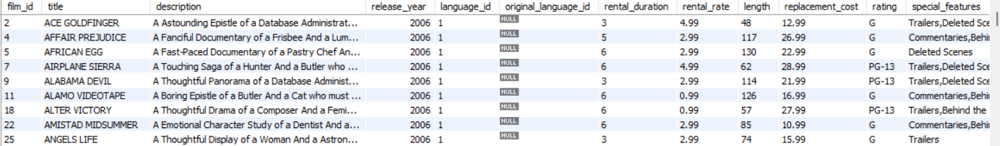 film_id title description release_year language_id original_language_id rental_duration rental_rate length replacement_cost rating special_features
2 ACE GOLDFINGER A Astounding Epistle of a Database Administrat... 2006 1 NULL 3 4.99 48 12.99 G Trailers,Deleted Sce
4 AFFAIR PREJUDICE A Fanciful Documentary of a Frisbee And a Lum... 2006 1 NULL 5 2.99 117 26.99 G Commentaries,Behi
5 AFRICAN EGG A Fast-Paced Documentary of a Pastry Chef An... 2006 1 NULL 6 2.99 130 22.99 G Deleted Scenes
7 AIRPLANE SIERRA A Touching Saga of a Hunter And a Butler who ... 2006 1 NULL 6 4.99 62 28.99 PG-13 Trailers,Deleted Sce
9 ALABAMA DEVIL A Thoughtful Panorama of a Database Administ... 2006 1 NULL 3 2.99 114 21.99 PG-13 Trailers,Deleted Sce
11 ALAMO VIDEOTAPE A Boring Epistle of a Butler And a Cat who must ... 2006 1 NULL 6 0.99 126 16.99 G Commentaries,Behi
18 ALTER VICTORY A Thoughtful Drama of a Composer And a Femi... 2006 1 NULL 6 0.99 57 27.99 PG-13 Trailers,Behind the
22 AMISTAD MIDSUMMER A Emotional Character Study of a Dentist And a... 2006 1 NULL 6 2.99 85 10.99 G Commentaries,Behi
25 ANGELS LIFE A Thoughtful Display of a Woman And a Astron... 2006 1 NULL 3 2.99 74 15.99 G Trailers